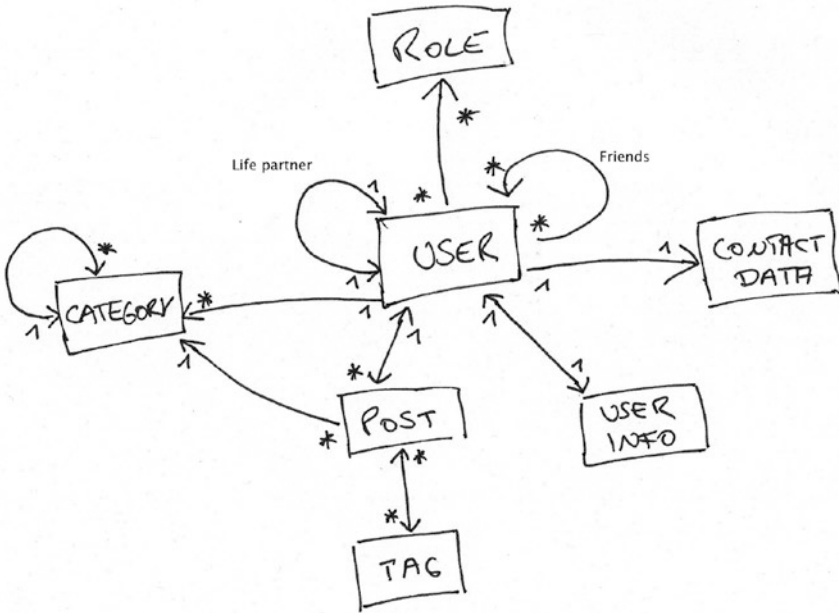 ROLE
*
Life partner
1
*
*
Friends
*
USER
1
1
1
CONTACT
DATA
*
1
CATEGORY
*
1
1
1
1
*
1
*
POST
*
1
USER
INFO
*
TAG